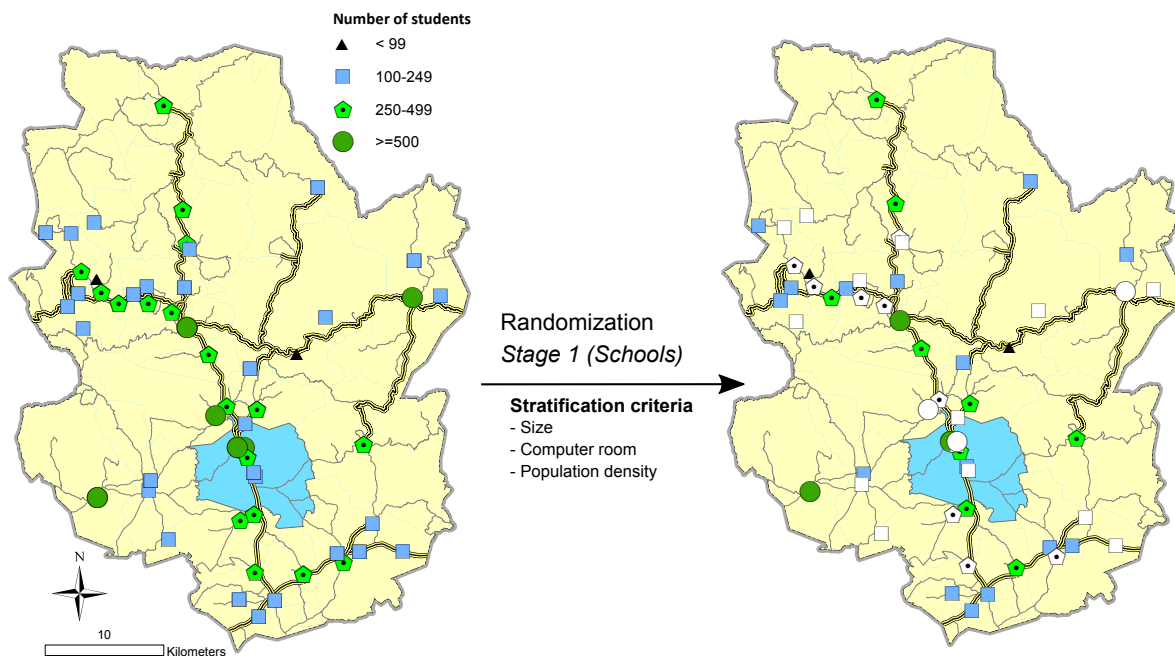 Number of students
< 99
100-249
250-499
>=500
Randomization
Stage 1 (Schools)
Stratification criteria
- Size
- Computer room
- Population density
N
10
Kilometers